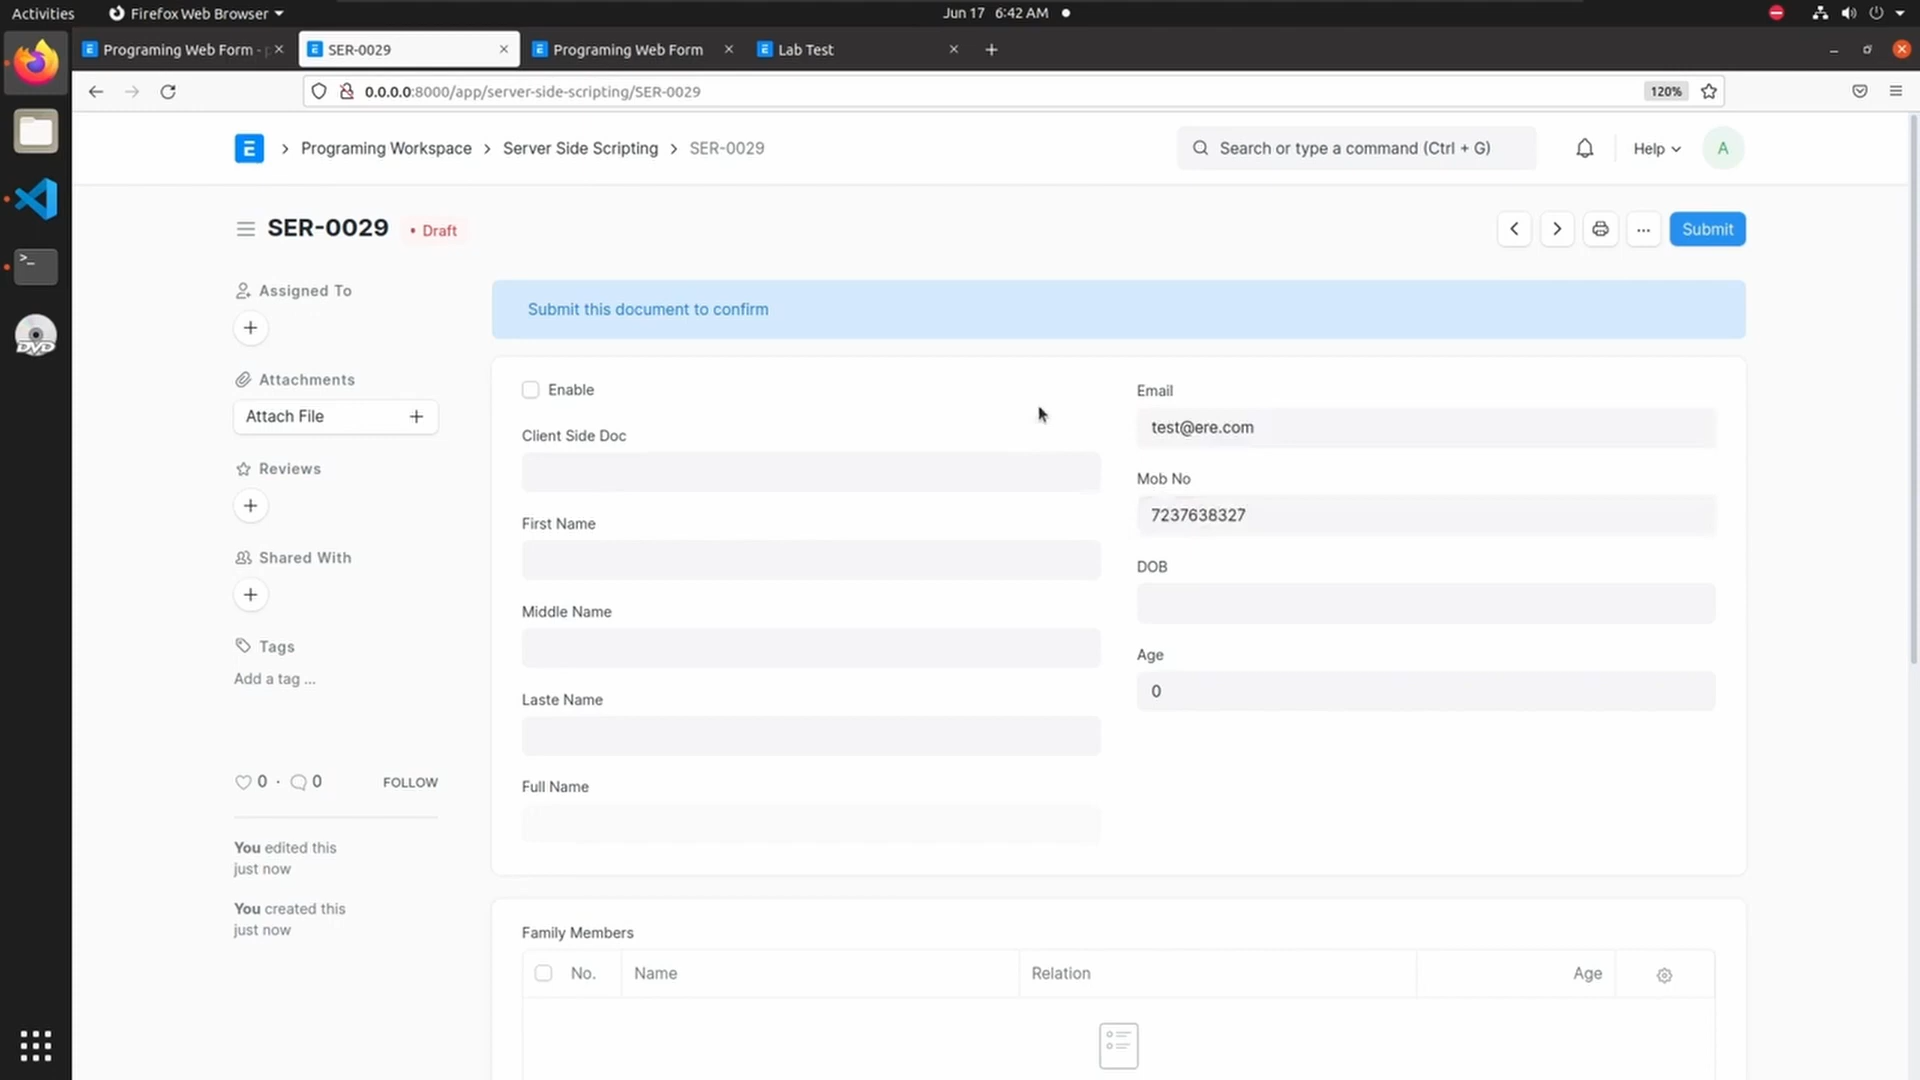 Activities
Firefox Web Browser
Jun 17 6:42 AM
Programing Web Form -
SER-0029
Programing Web Form
Lab Test
0.0.0.0:8000/app/server-side-scripting/SER-0029
120%
E
Programing Workspace
Server Side Scripting
SER-0029
Search or type a command (Ctrl + G)
Help
A
SER-0029
Draft
Submit
Assigned To
Submit this document to confirm
Attachments
Attach File
Reviews
Shared With
Tags
Add a tag ...
0 · 0
FOLLOW
You edited this
just now
You created this
just now
Enable
Client Side Doc
First Name
Middle Name
Laste Name
Full Name
Email
test@ere.com
Mob No
7237638327
DOB
Age
0
Family Members
No.
Name
Relation
Age
DVD